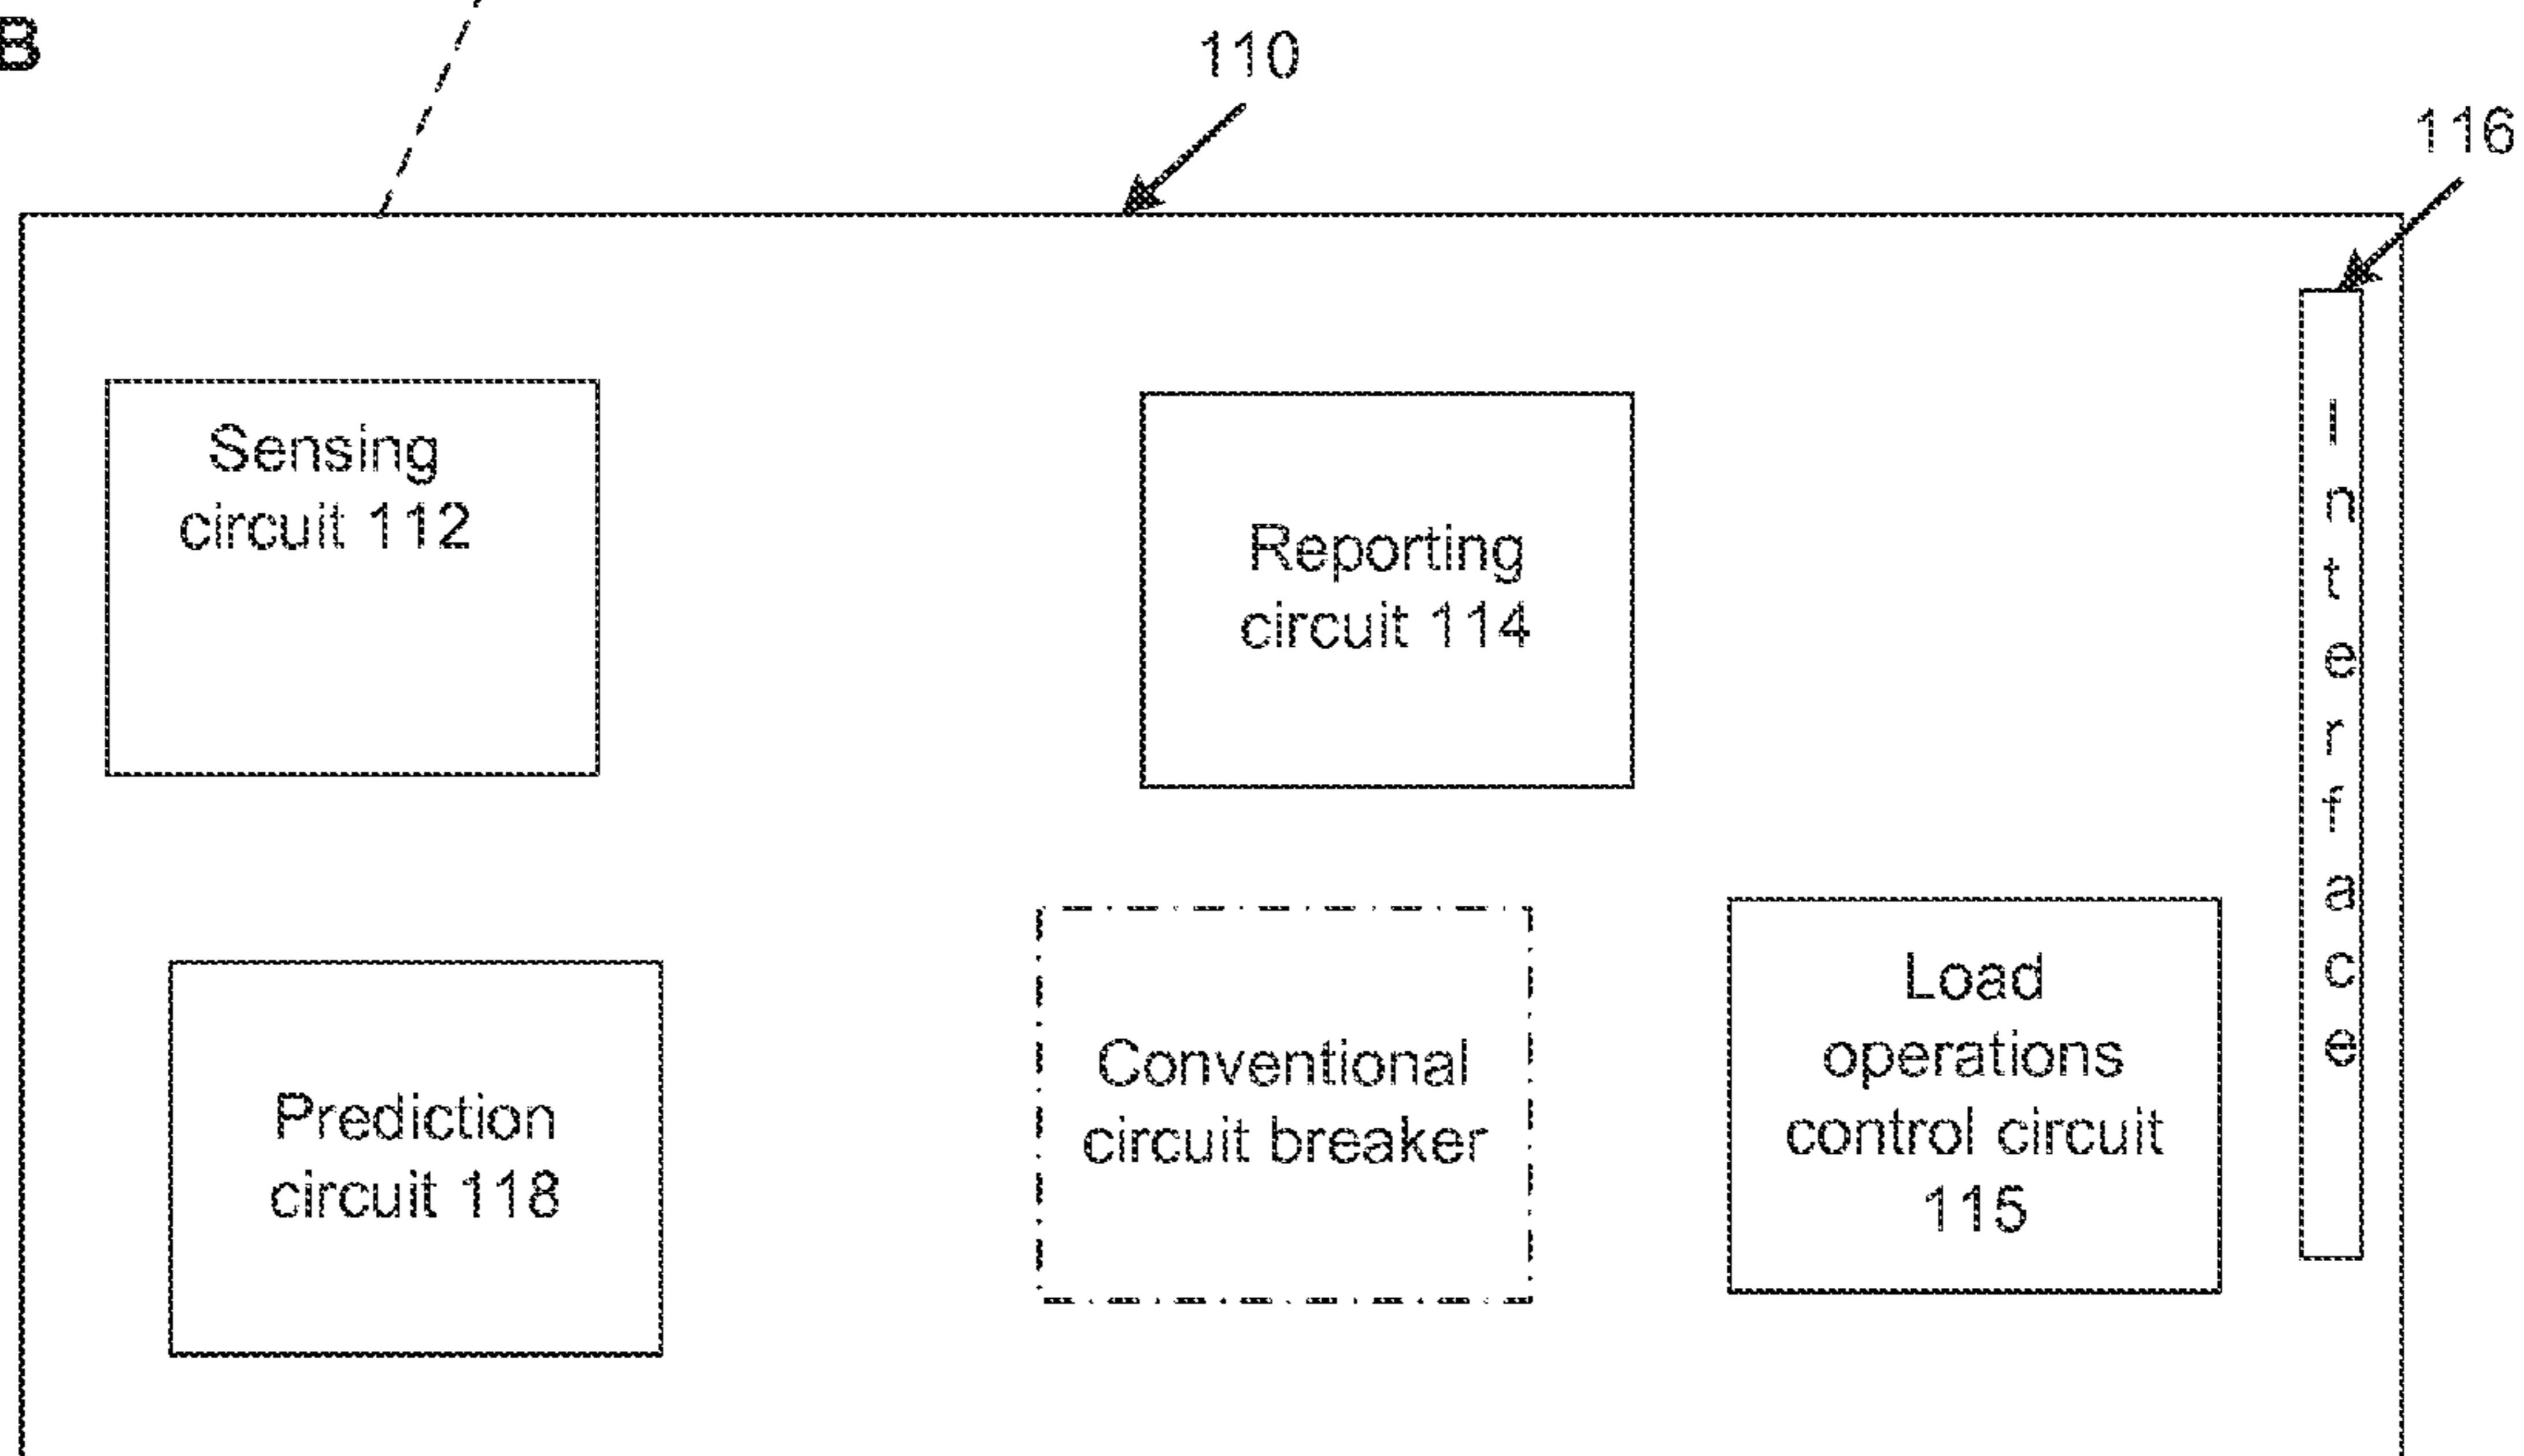 B
110
116
Sensing
circuit 112
Reporting
circuit 114
Interface
Prediction
circuit 118
Conventional
circuit breaker
Load
operations
control circuit
115